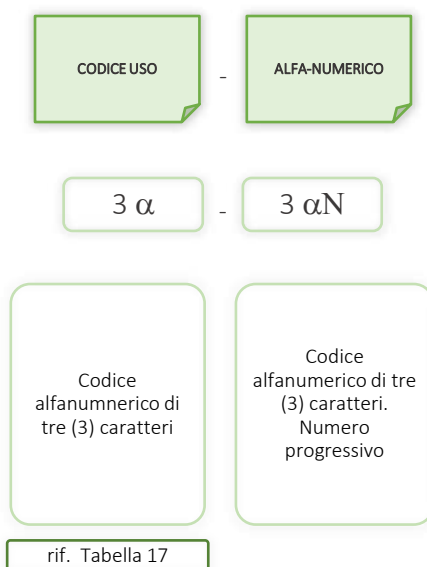 CODICE USO - ALFA-NUMERICO
3 α - 3 αN
Codice
alfanumnerico di
tre (3) caratteri
Codice
alfanumerico di tre
(3) caratteri.
Numero
progressivo
rif. Tabella 17